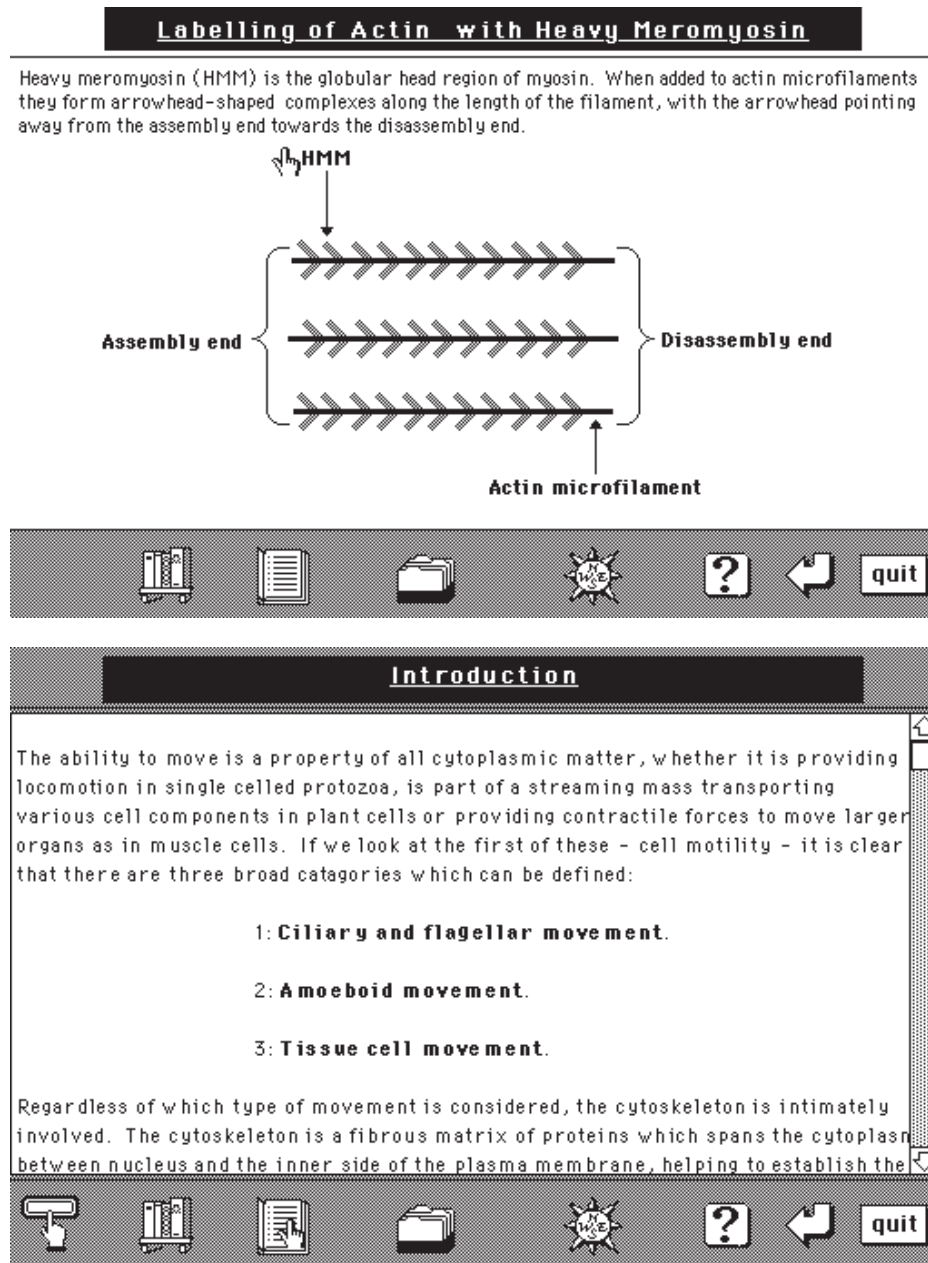 Labelling of Actin with Heavy Meromyosin
Heavy meromyosin (HMM) is the globular head region of myosin. When added to actin microfilaments
they form arrowhead-shaped complexes along the length of the filament, with the arrowhead pointing
away from the assembly end towards the disassembly end.
HMM
Assembly end
Disassembly end
Actin microfilament
N
W E
S
?
quit
Introduction
The ability to move is a property of all cytoplasmic matter, whether it is providing
locomotion in single celled protozoa, is part of a streaming mass transporting
various cell components in plant cells or providing contractile forces to move larger
organs as in muscle cells. If we look at the first of these - cell motility - it is clear
that there are three broad catagories which can be defined:
1: Ciliary and flagellar movement.
2: Amoeboid movement.
3: Tissue cell movement.
Regardless of which type of movement is considered, the cytoskeleton is intimately
involved. The cytoskeleton is a fibrous matrix of proteins which spans the cytoplasm
between nucleus and the inner side of the plasma membrane, helping to establish the
N
W E
S
?
quit